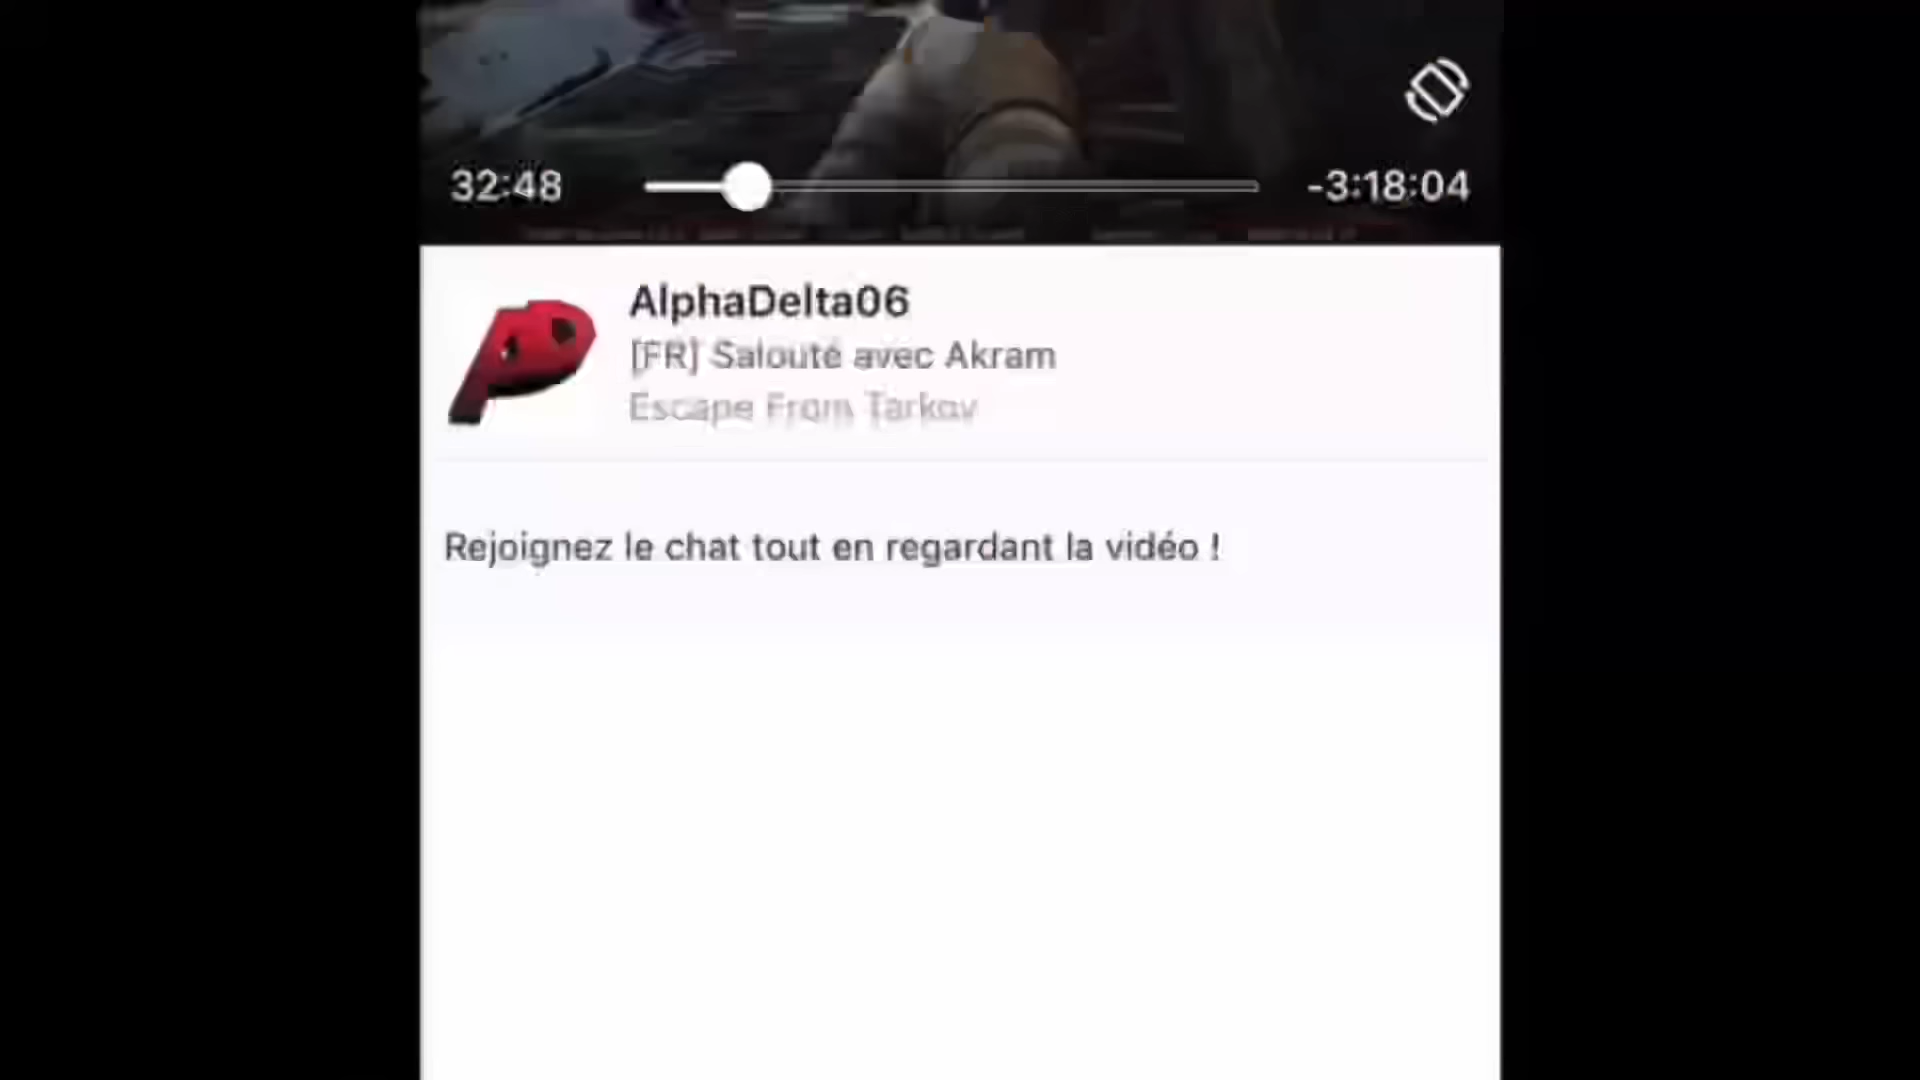 32:48
-3:18:04
AlphaDelta06
[FR] Salouté avec Akram
Escape From Tarkov
Rejoignez le chat tout en regardant la vidéo !